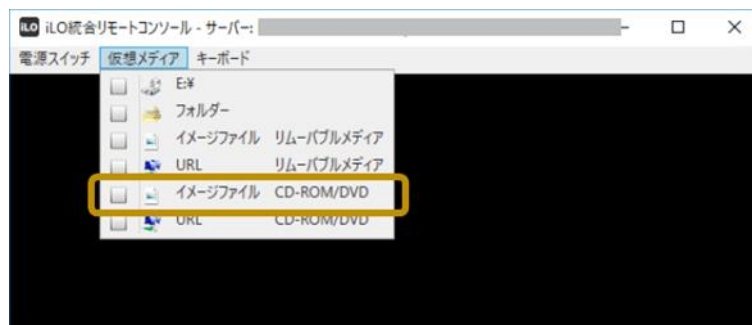 iLO iLO統合リモートコンソール - サーバー:
電源スイッチ 仮想メディア キーボード
E:¥
フォルダー
イメージファイル リムーバブルメディア
URL リムーバブルメディア
イメージファイル CD-ROM/DVD
URL CD-ROM/DVD